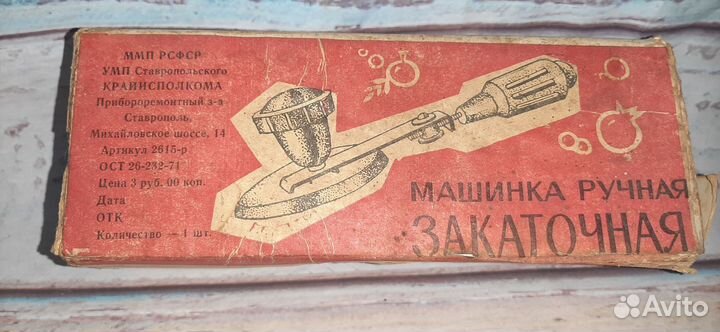 ММП РСФСР
УМП Ставропольского
КРАЙИСПОЛКОМА
Прибороремонтный з-д
Ставрополь,
Михайловское шоссе, 14
Артикул 2615-р
ОСТ 26-232-71
Цена 3 руб. 00 коп.
Дата
ОТК
Количество — 1 шт.
МАШИНКА РУЧНАЯ
ЗАКАТОЧНАЯ
Avito